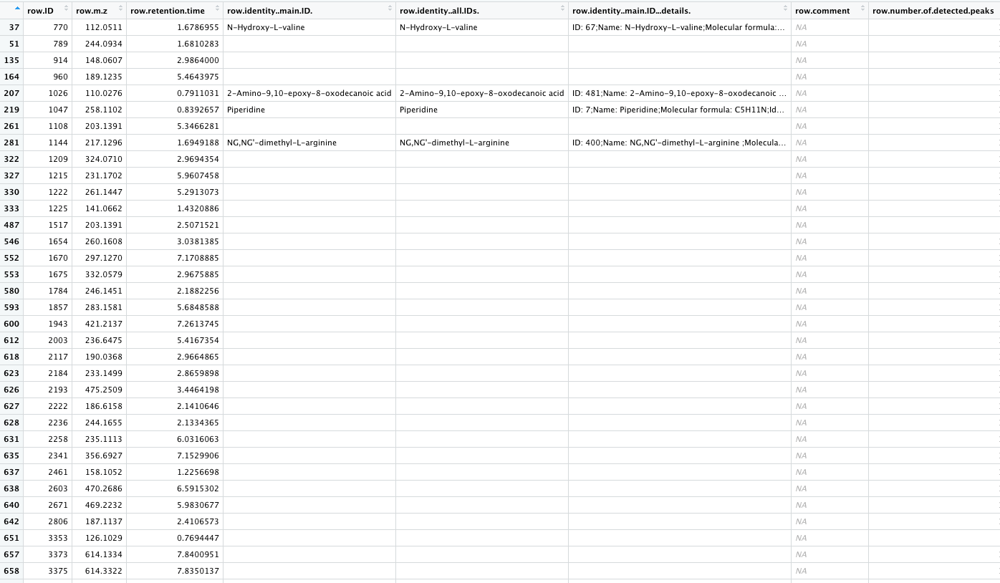 row.ID row.m.z row.retention.time row.identity..main.ID. row.identity..all.IDs. row.identity..main.ID...details. row.comment row.number.of.detected.peaks
37 770 112.0511 1.6786955 N-Hydroxy-L-valine N-Hydroxy-L-valine ID: 67;Name: N-Hydroxy-L-valine;Molecular formula:... NA
51 789 244.0934 1.6810283 NA
135 914 148.0607 2.9864000 NA
164 960 189.1235 5.4643975 NA
207 1026 110.0276 0.7911031 2-Amino-9,10-epoxy-8-oxodecanoic acid 2-Amino-9,10-epoxy-8-oxodecanoic acid ID: 481;Name: 2-Amino-9,10-epoxy-8-oxodecanoic ... NA
219 1047 258.1102 0.8392657 Piperidine Piperidine ID: 7;Name: Piperidine;Molecular formula: C5H11N;Id... NA
261 1108 203.1391 5.3466281 NA
281 1144 217.1296 1.6949188 NG,NG'-dimethyl-L-arginine NG,NG'-dimethyl-L-arginine ID: 400;Name: NG,NG'-dimethyl-L-arginine ;Molecula... NA
322 1209 324.0710 2.9694354 NA
327 1215 231.1702 5.9607458 NA
330 1222 261.1447 5.2913073 NA
333 1225 141.0662 1.4320886 NA
487 1517 203.1391 2.5071521 NA
546 1654 260.1608 3.0381385 NA
552 1670 297.1270 7.1708885 NA
553 1675 332.0579 2.9675885 NA
580 1784 246.1451 2.1882256 NA
593 1857 283.1581 5.6848588 NA
600 1943 421.2137 7.2613745 NA
612 2003 236.6475 5.4167354 NA
618 2117 190.0368 2.9664865 NA
623 2184 233.1499 2.8659898 NA
626 2193 475.2509 3.4464198 NA
627 2222 186.6158 2.1410646 NA
628 2236 244.1655 2.1334365 NA
631 2258 235.1113 6.0316063 NA
635 2341 356.6927 7.1529906 NA
637 2461 158.1052 1.2256698 NA
638 2603 470.2686 6.5915302 NA
640 2671 469.2232 5.9830677 NA
642 2806 187.1137 2.4106573 NA
651 3353 126.1029 0.7694447 NA
657 3373 614.1334 7.8400951 NA
658 3375 614.3322 7.8350137 NA